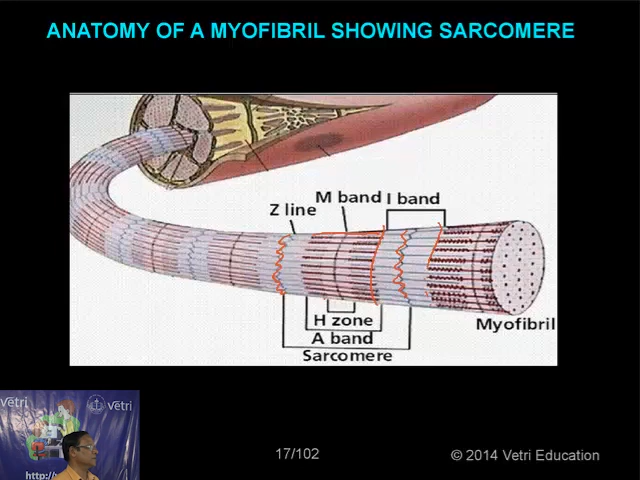 ANATOMY OF A MYOFIBRIL SHOWING SARCOMERE
M band
I band
Z line
H zone
A band
Sarcomere
Myofibril
Vetri
Vetri
17/102
© 2014 Vetri Education